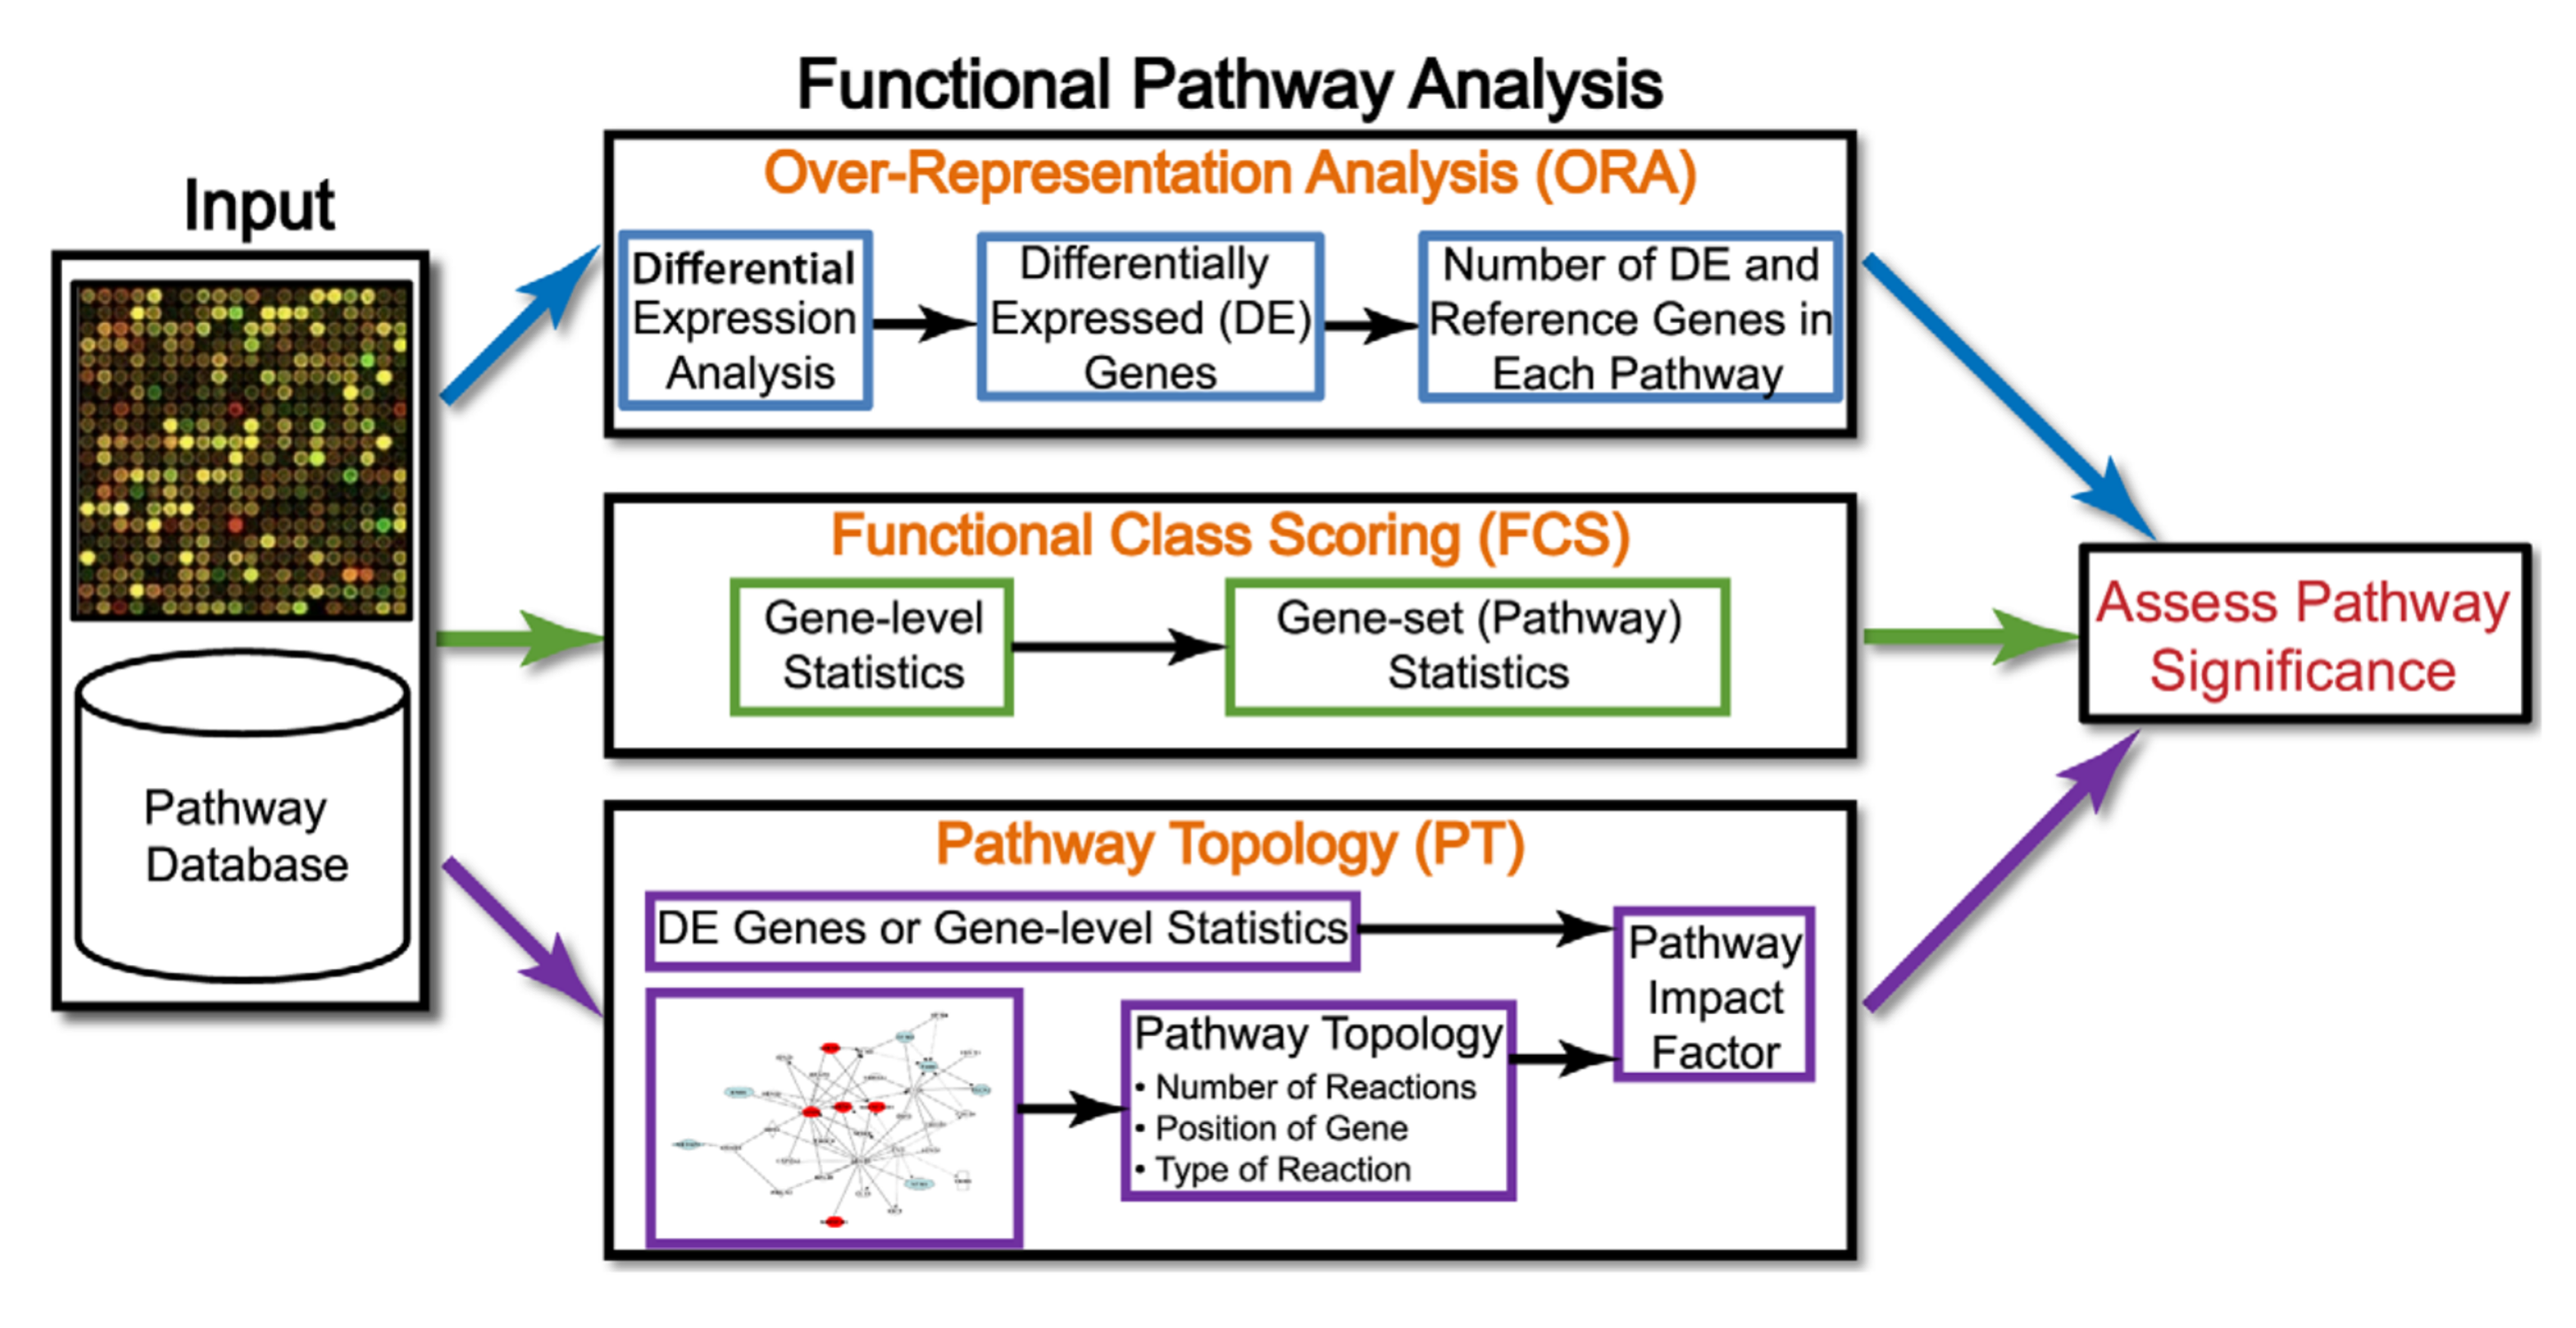 Functional Pathway Analysis
Input
Pathway
Database
Over-Representation Analysis (ORA)
Differential
Expression
Analysis
Differentially
Expressed (DE)
Genes
Number of DE and
Reference Genes in
Each Pathway
Functional Class Scoring (FCS)
Gene-level
Statistics
Gene-set (Pathway)
Statistics
Pathway Topology (PT)
DE Genes or Gene-level Statistics
Pathway Topology
• Number of Reactions
• Position of Gene
• Type of Reaction
Pathway
Impact
Factor
Assess Pathway
Significance